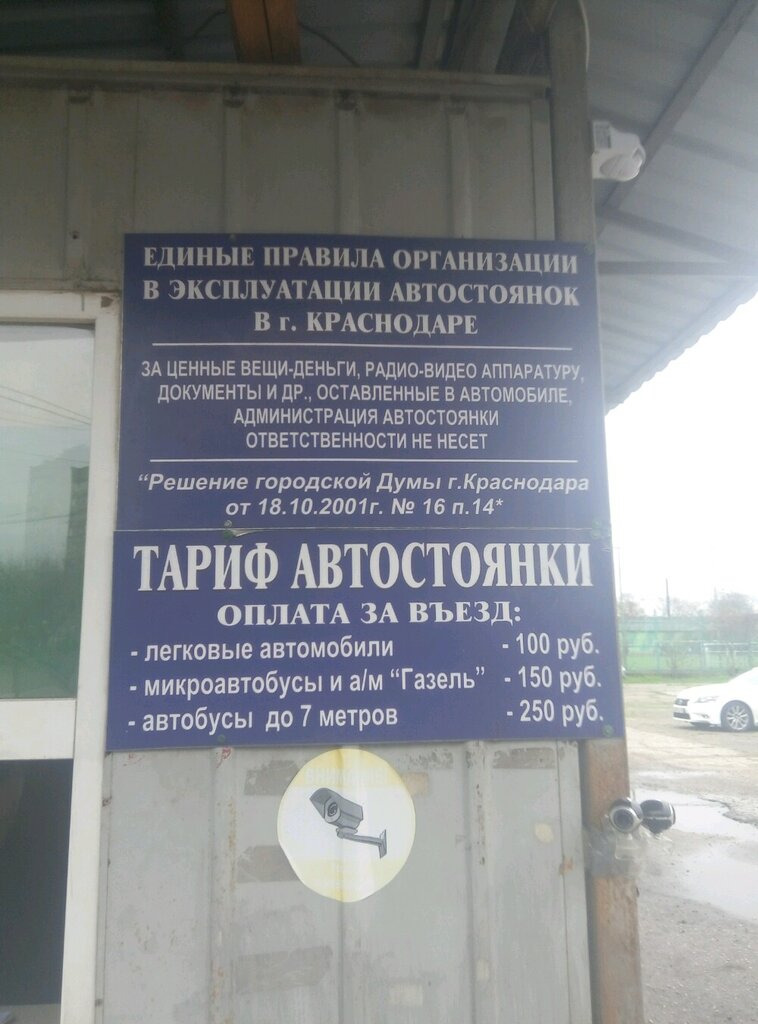 ЕДИНЫЕ ПРАВИЛА ОРГАНИЗАЦИИ
В ЭКСПЛУАТАЦИИ АВТОСТОЯНОК
В г. КРАСНОДАРЕ
ЗА ЦЕННЫЕ ВЕЩИ-ДЕНЬГИ, РАДИО-ВИДЕО АППАРАТУРУ,
ДОКУМЕНТЫ И ДР., ОСТАВЛЕННЫЕ В АВТОМОБИЛЕ,
АДМИНИСТРАЦИЯ АВТОСТОЯНКИ
ОТВЕТСТВЕННОСТИ НЕ НЕСЕТ
“Решение городской Думы г.Краснодара
от 18.10.2001г. № 16 п.14*
ТАРИФ АВТОСТОЯНКИ
ОПЛАТА ЗА ВЪЕЗД:
- легковые автомобили - 100 руб.
- микроавтобусы и а/м “Газель” - 150 руб.
- автобусы до 7 метров - 250 руб.